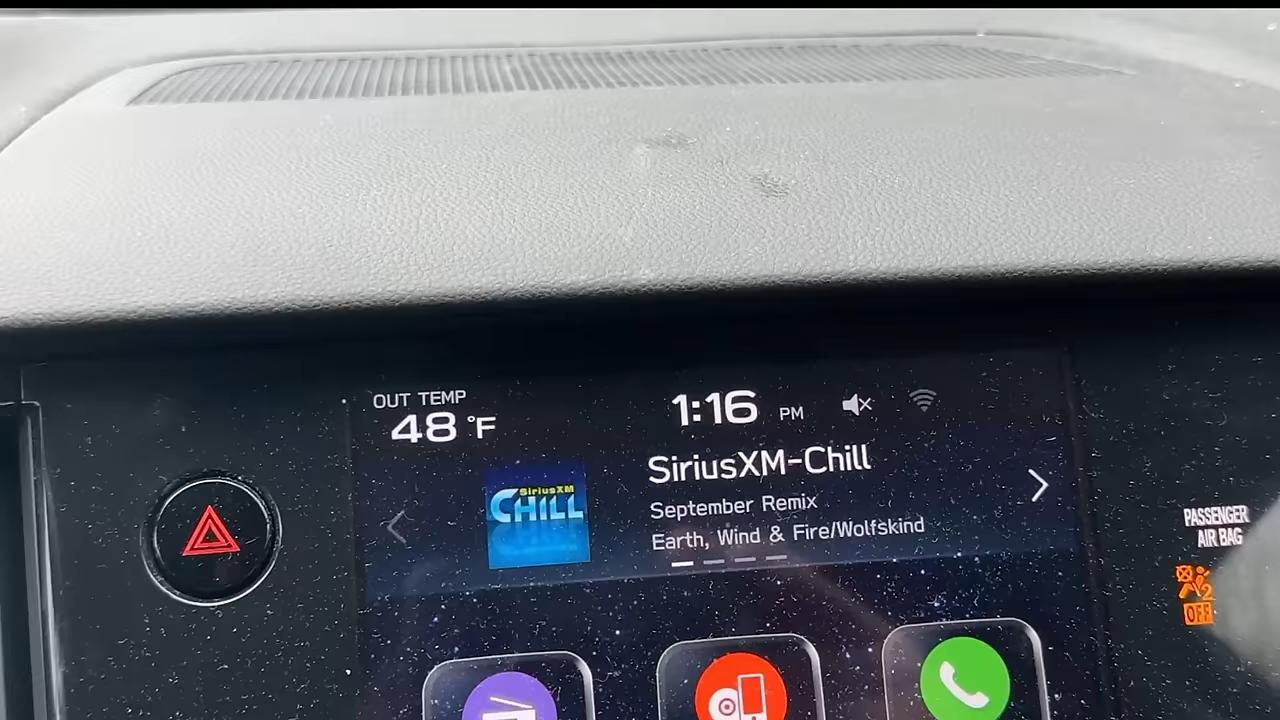 OUT TEMP
48 °F
1:16 PM
SiriusXM-Chill
SiriusXM
CHILL
September Remix
Earth, Wind & Fire/Wolfskind
PASSENGER
AIR BAG
2
OFF